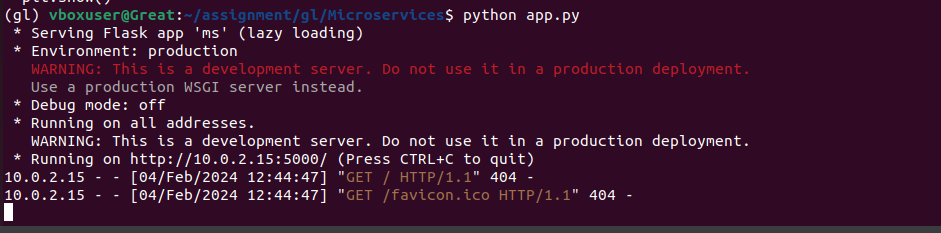 (gl) vboxuser@Great:~/assignment/gl/Microservices$ python app.py
* Serving Flask app 'ms' (lazy loading)
* Environment: production
WARNING: This is a development server. Do not use it in a production deployment.
Use a production WSGI server instead.
* Debug mode: off
* Running on all addresses.
WARNING: This is a development server. Do not use it in a production deployment.
* Running on http://10.0.2.15:5000/ (Press CTRL+C to quit)
10.0.2.15 - - [04/Feb/2024 12:44:47] "GET / HTTP/1.1" 404 -
10.0.2.15 - - [04/Feb/2024 12:44:47] "GET /favicon.ico HTTP/1.1" 404 -